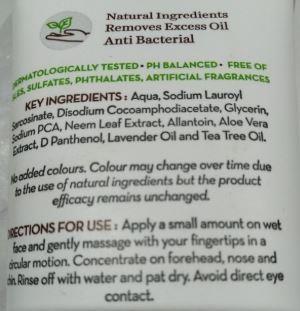 Natural Ingredients
Removes Excess Oil
Anti Bacterial
DERMATOLOGICALLY TESTED • PH BALANCED • FREE OF
SULFATES, PHTHALATES, ARTIFICIAL FRAGRANCES
KEY INGREDIENTS : Aqua, Sodium Lauroyl
Sarcosinate, Disodium Cocoamphodiacetate, Glycerin,
Sodium PCA, Neem Leaf Extract, Allantoin, Aloe Vera
Extract, D Panthenol, Lavender Oil and Tea Tree Oil.
No added colours. Colour may change over time due
to the use of natural ingredients but the product
efficacy remains unchanged.
DIRECTIONS FOR USE : Apply a small amount on wet
face and gently massage with your fingertips in a
circular motion. Concentrate on forehead, nose and
chin. Rinse off with water and pat dry. Avoid direct eye
contact.